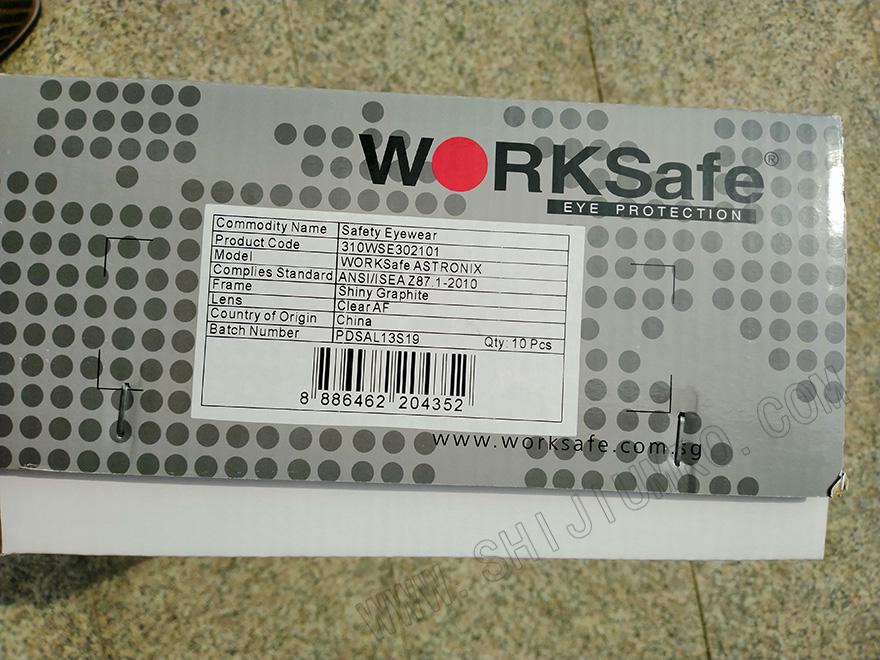 WORKSafe®
EYE PROTECTION
Commodity Name Safety Eyewear
Product Code 310WSE302101
Model WORKSafe ASTRONIX
Complies Standard ANSI/ISEA Z87.1-2010
Frame Shiny Graphite
Lens Clear AF
Country of Origin China
Batch Number PDSAL13S19 Qty: 10 Pcs
8 886462 204352
www.worksafe.com.sg
WWW.SHIJIUMRO.COM